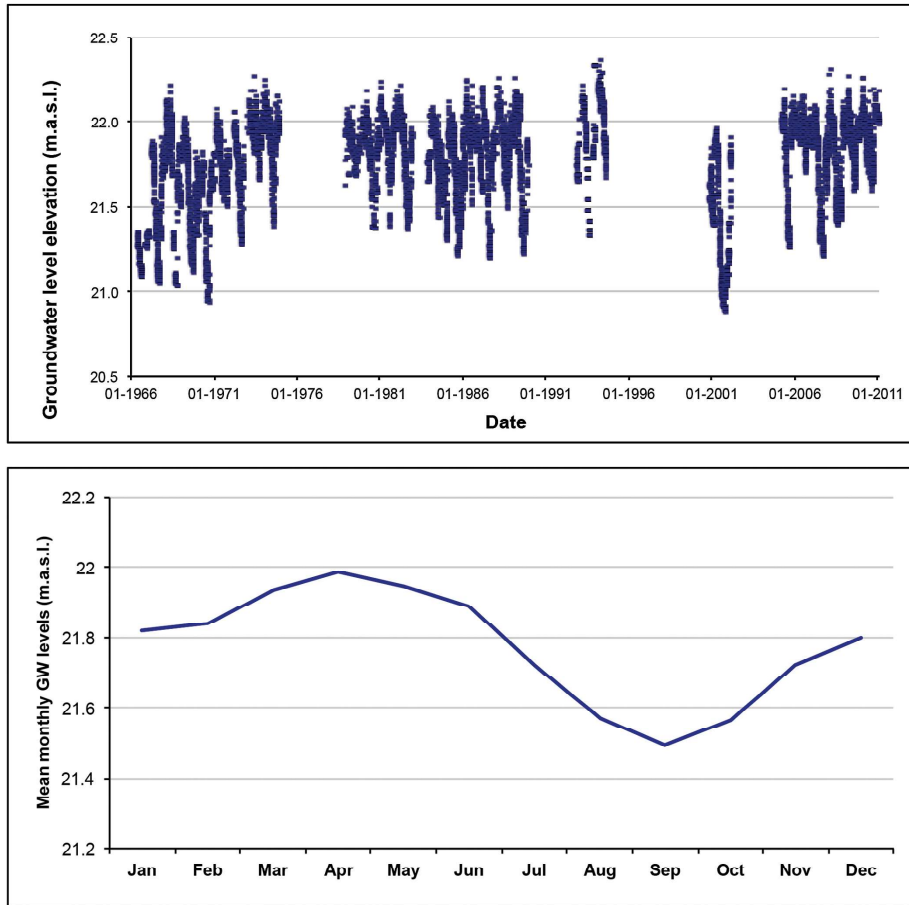 22.5
22.0
21.5
21.0
20.5
Groundwater level elevation (m.a.s.l.)
01-1966 01-1971 01-1976 01-1981 01-1986 01-1991 01-1996 01-2001 01-2006 01-2011
Date
22.2
22
21.8
21.6
21.4
21.2
Mean monthly GW levels (m.a.s.l.)
Jan Feb Mar Apr May Jun Jul Aug Sep Oct Nov Dec